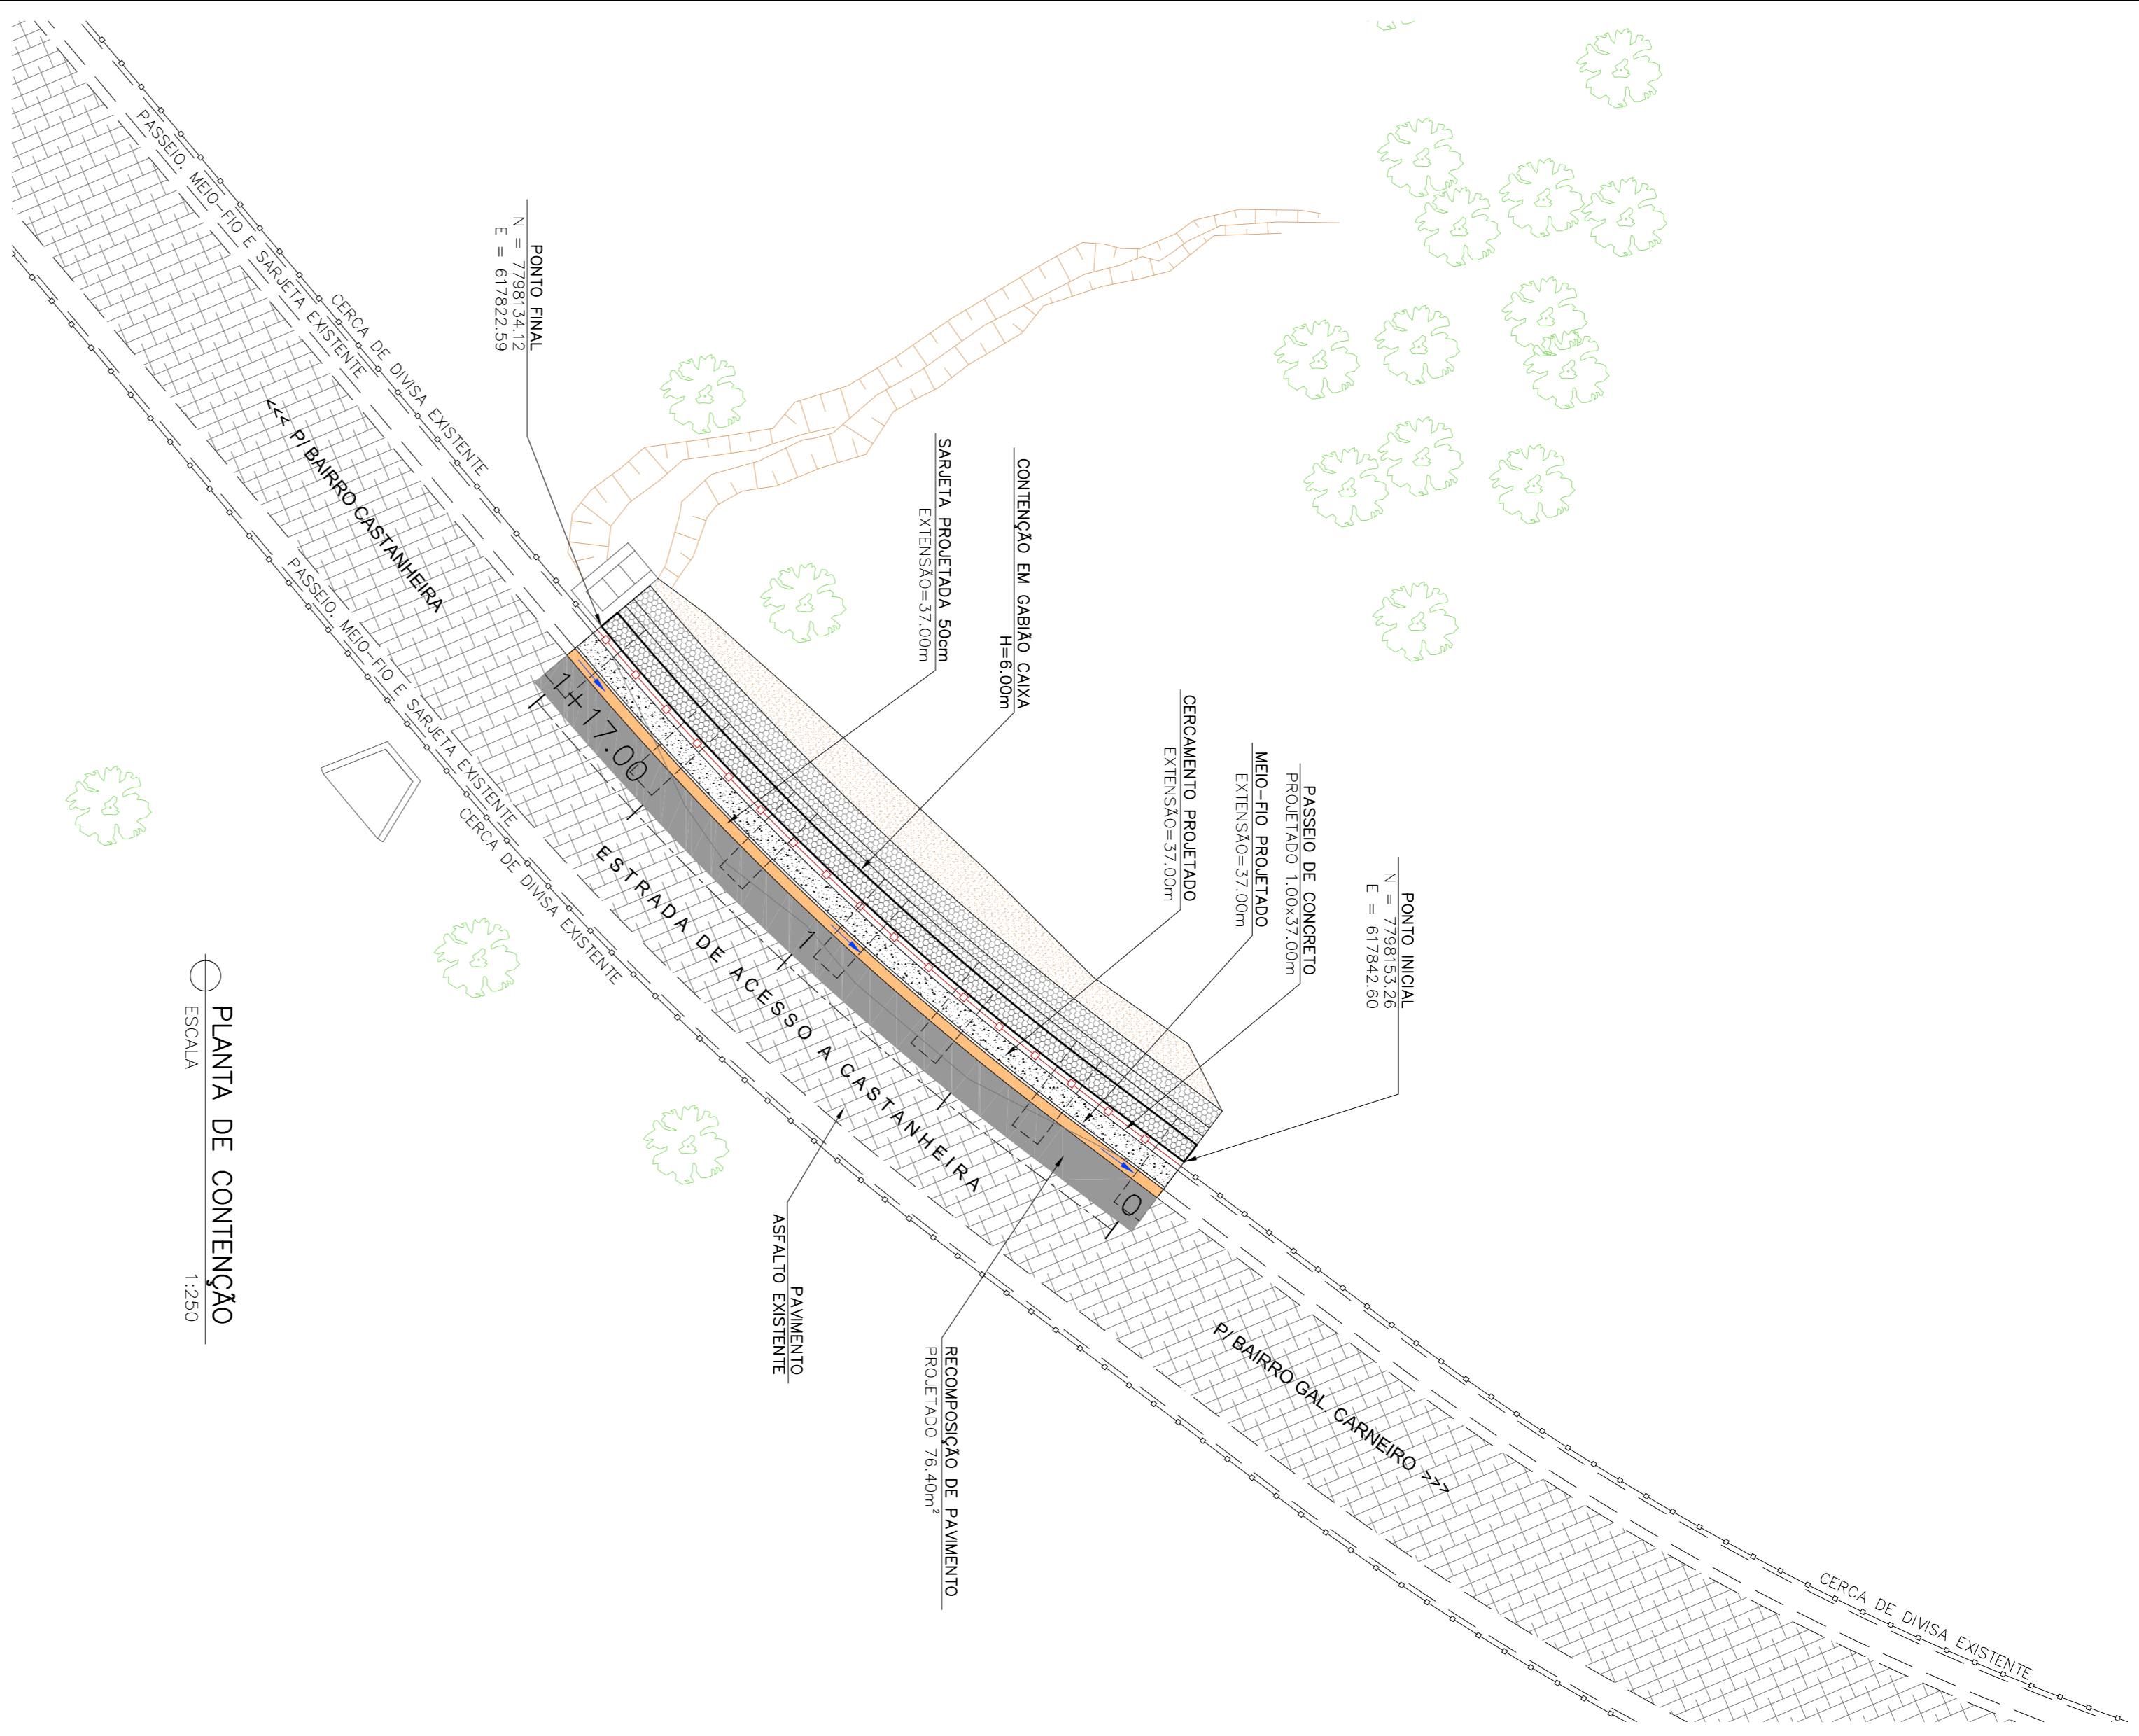 PASSEIO, MEIO-FIO E SARJETA EXISTENTE
CERCA DE DIVISA EXISTENTE
<<< P/ BAIRRO CASTANHEIRA
PASSEIO, MEIO-FIO E SARJETA EXISTENTE
CERCA DE DIVISA EXISTENTE
PONTO FINAL
N = 7798134.12
E = 617822.59
SARJETA PROJETADA 50cm
EXTENSÃO=37.00m
CONTENÇÃO EM GABIÃO CAIXA
H=6.00m
CERCAMENTO PROJETADO
EXTENSÃO=37.00m
MEIO-FIO PROJETADO
EXTENSÃO=37.00m
PASSEIO DE CONCRETO
PROJETADO 1.00x37.00m
PONTO INICIAL
N = 7798153.26
E = 617842.60
1+17.00
1
0
ESTRADA DE ACESSO A CASTANHEIRA
PAVIMENTO
ASFALTO EXISTENTE
RECOMPOSIÇÃO DE PAVIMENTO
PROJETADO 76.40m²
P/ BAIRRO GAL. CARNEIRO >>>
CERCA DE DIVISA EXISTENTE
PLANTA DE CONTENÇÃO
ESCALA 1:250